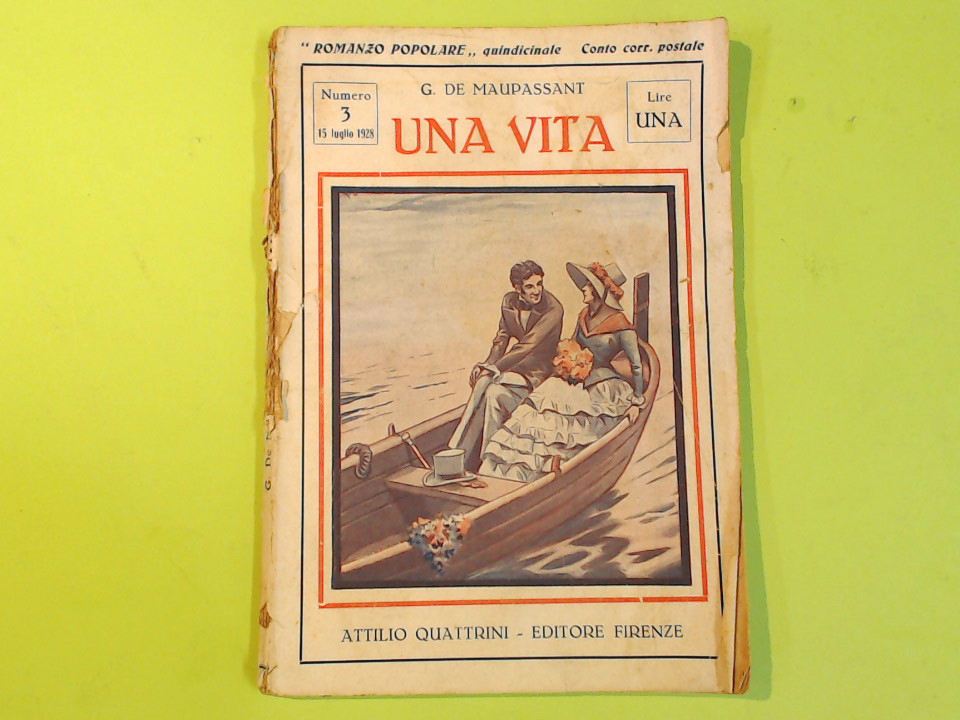 " ROMANZO POPOLARE „ quindicinale Conto corr. postale
Numero
3
15 luglio 1928
G. DE MAUPASSANT
Lire
UNA
UNA VITA
G De
ATTILIO QUATTRINI - EDITORE FIRENZE